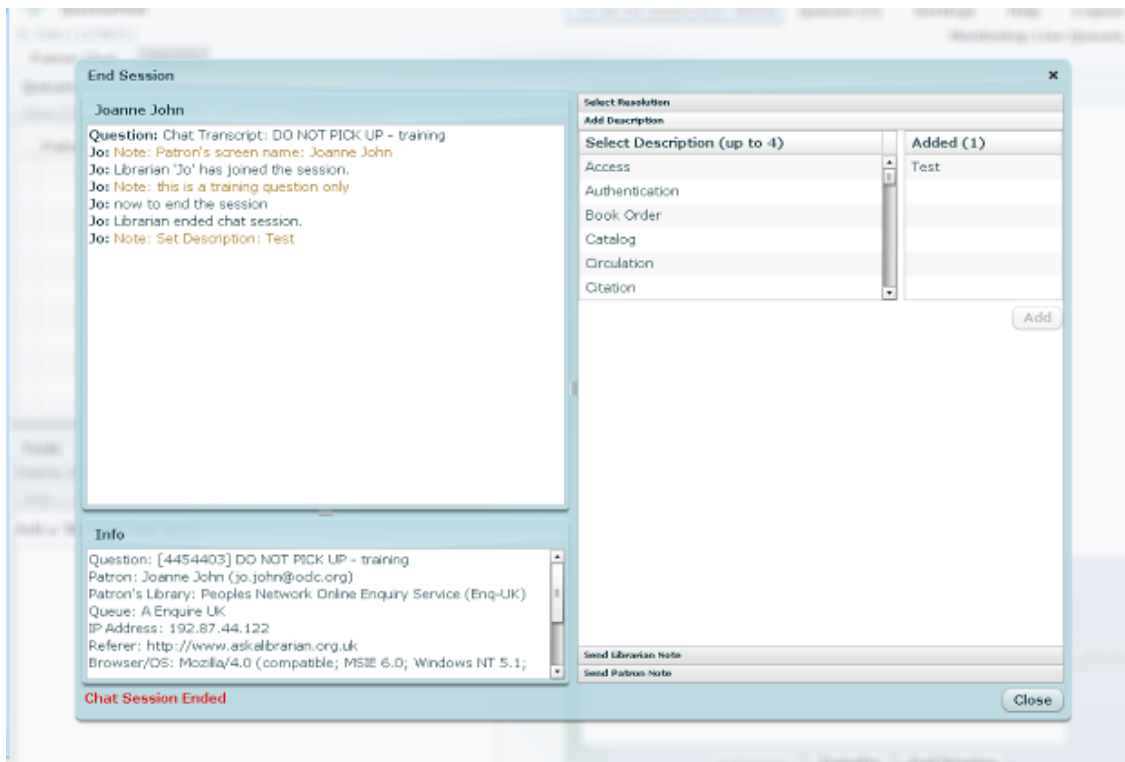 End Session
x
Joanne John
Question: Chat Transcript: DO NOT PICK UP - training
Jo: Note: Patron's screen name: Joanne John
Jo: Librarian 'Jo' has joined the session.
Jo: Note: this is a training question only
Jo: now to end the session
Jo: Librarian ended chat session.
Jo: Note: Set Description: Test
Info
Question: [4454403] DO NOT PICK UP - training
Patron: Joanne John (jo.john@odc.org)
Patron's Library: Peoples Network Online Enquiry Service (Enq-UK)
Queue: A Enquire UK
IP Address: 192.87.44.122
Referer: http://www.askalibrarian.org.uk
Browser/OS: Mozilla/4.0 (compatible; MSIE 6.0; Windows NT 5.1;
Chat Session Ended
Select Resolution
Add Description
Select Description (up to 4)
Added (1)
Access
Test
Authentication
Book Order
Catalog
Circulation
Citation
Add
Send Librarian Note
Send Patron Note
Close